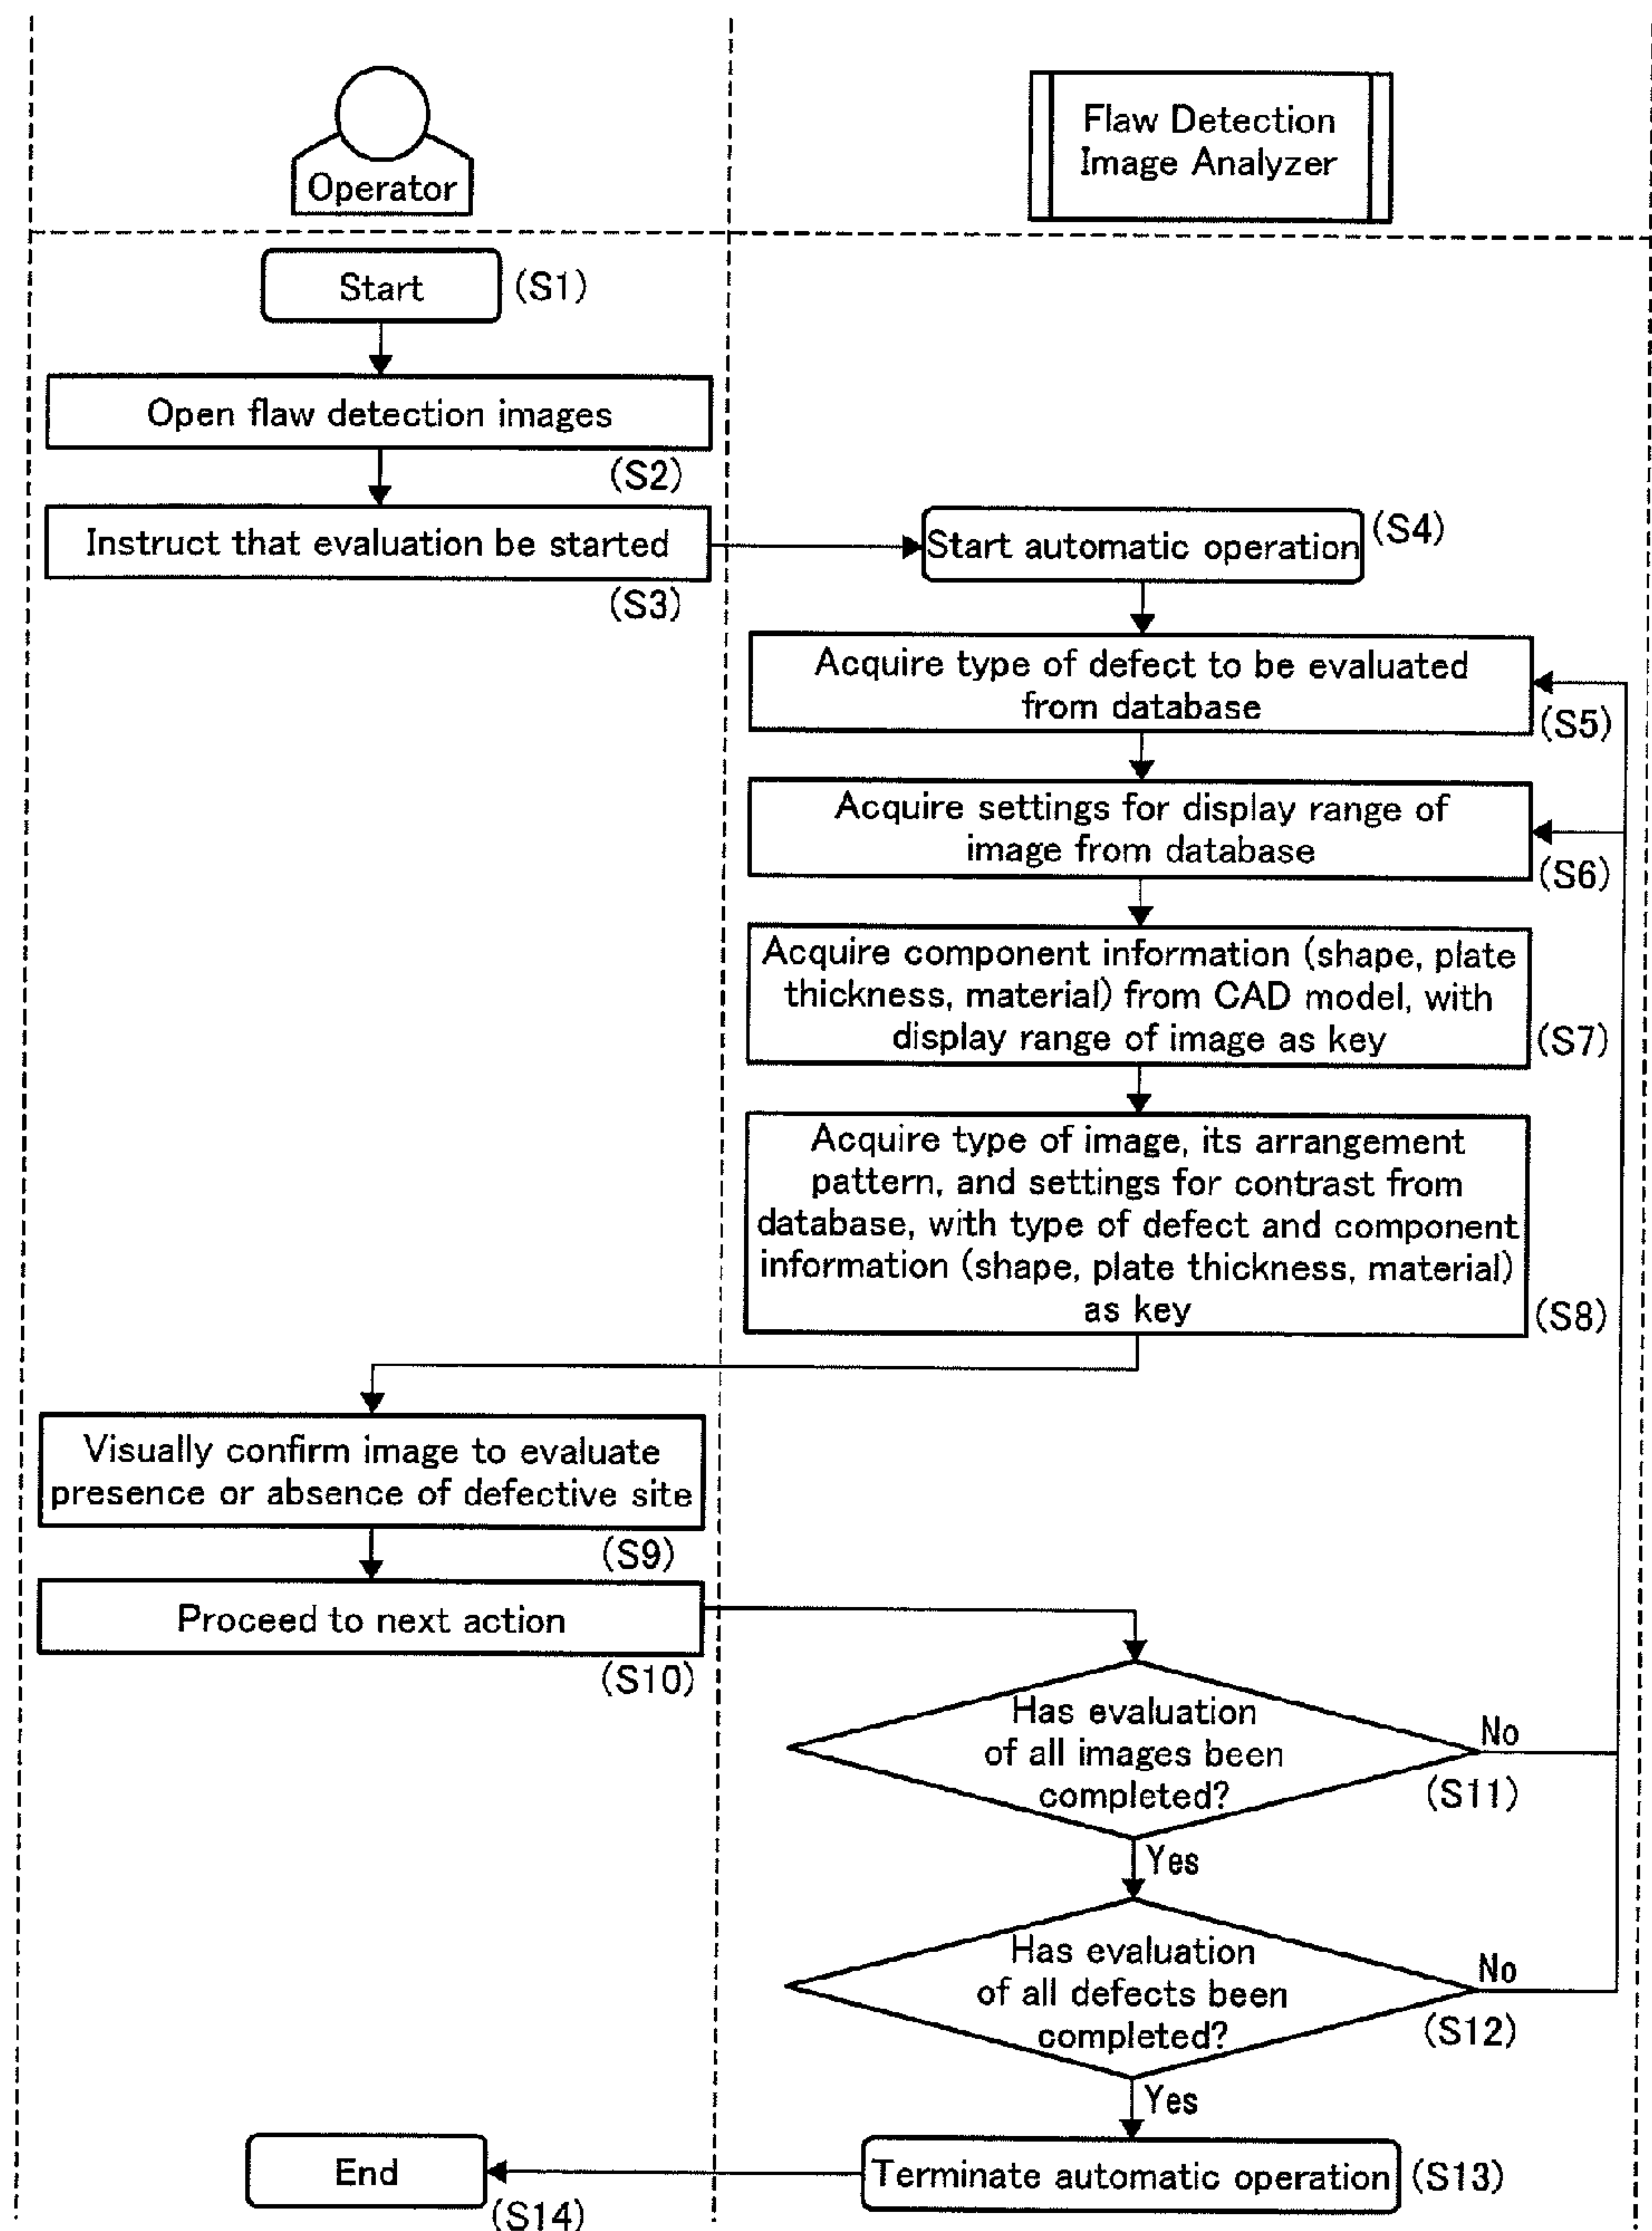 Operator
Flaw Detection
Image Analyzer
Start
(S1)
Open flaw detection images
(S2)
Instruct that evaluation be started
(S3)
Start automatic operation
(S4)
Acquire type of defect to be evaluated
from database
(S5)
Acquire settings for display range of
image from database
(S6)
Acquire component information (shape, plate
thickness, material) from CAD model, with
display range of image as key
(S7)
Acquire type of image, its arrangement
pattern, and settings for contrast from
database, with type of defect and component
information (shape, plate thickness, material)
as key
(S8)
Visually confirm image to evaluate
presence or absence of defective site
(S9)
Proceed to next action
(S10)
Has evaluation
of all images been
completed?
No
(S11)
Yes
Has evaluation
of all defects been
completed?
No
(S12)
Yes
Terminate automatic operation
(S13)
End
(S14)